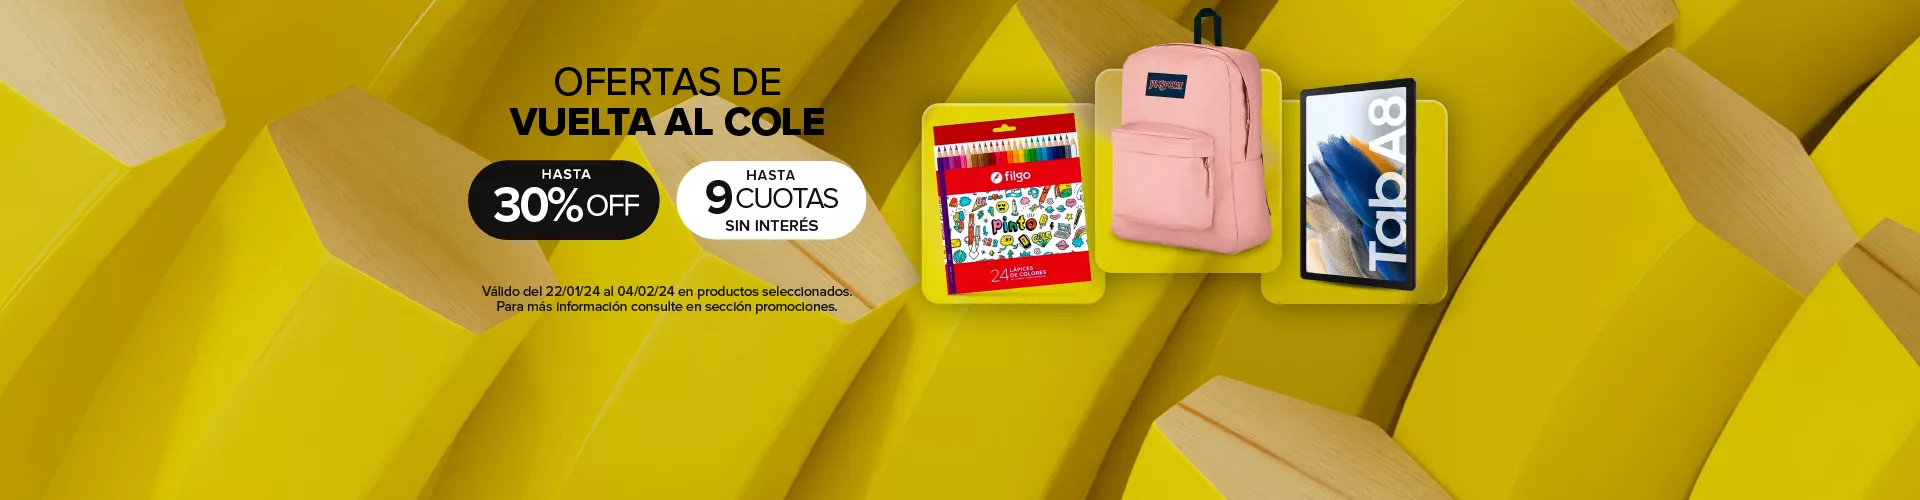 OFERTAS DE
VUELTA AL COLE
HASTA
30% OFF
HASTA
9 CUOTAS
SIN INTERÉS
Válido del 22/01/24 al 04/02/24 en productos seleccionados.
Para más información consulte en sección promociones.
filgo
Pinto
24 LÁPICES
DE COLORES
JANSPORT
Tab A8